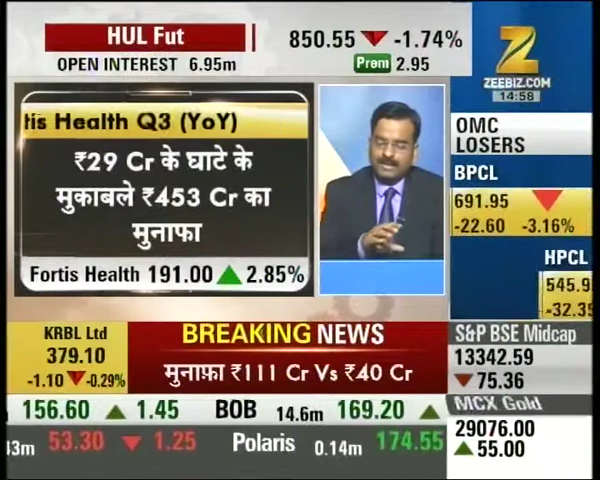 HUL Fut
OPEN INTEREST 6.95m
850.55 -1.74%
Prem 2.95
ZEEBIZ.COM
14:58
tis Health Q3 (YoY)
₹29 Cr के घाटे के
मुकाबले ₹453 Cr का
मुनाफा
Fortis Health 191.00 2.85%
OMC
LOSERS
BPCL
691.95
-22.60 -3.16%
HPCL
545.9
-32.35
KRBL Ltd
379.10
-1.10 -0.29%
BREAKING NEWS
मुनाफ़ा ₹111 Cr Vs ₹40 Cr
S&P BSE Midcap
13342.59
75.36
MCX Gold
29076.00
55.00
156.60 1.45 BOB 14.6m 169.20
33m 53.30 1.25 Polaris 0.14m 174.55